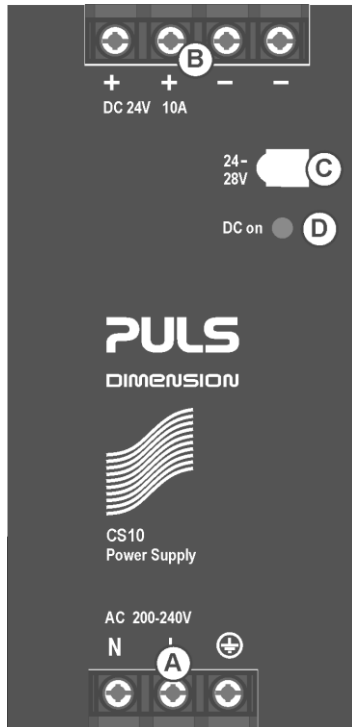 B
+ + – –
DC 24V 10A
24–
28V
C
DC on
D
PULS
DIMENSION
CS10
Power Supply
AC 200-240V
N
A